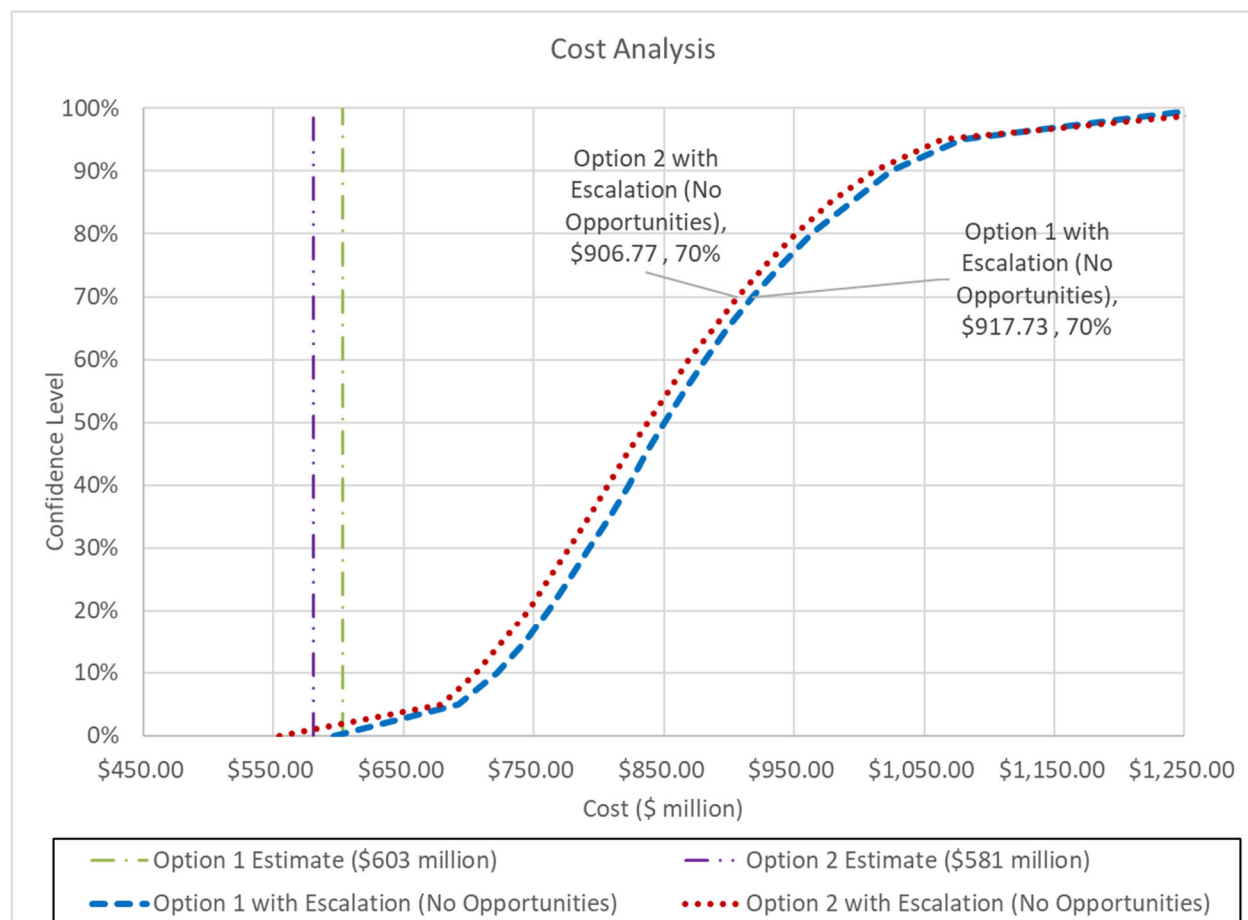 Cost Analysis
100%
90%
80%
70%
60%
50%
40%
30%
20%
10%
0%
Confidence Level
Option 2 with
Escalation (No
Opportunities),
$906.77 , 70%
Option 1 with
Escalation (No
Opportunities),
$917.73 , 70%
$450.00 $550.00 $650.00 $750.00 $850.00 $950.00 $1,050.00 $1,150.00 $1,250.00
Cost ($ million)
Option 1 Estimate ($603 million) Option 2 Estimate ($581 million)
Option 1 with Escalation (No Opportunities) Option 2 with Escalation (No Opportunities)